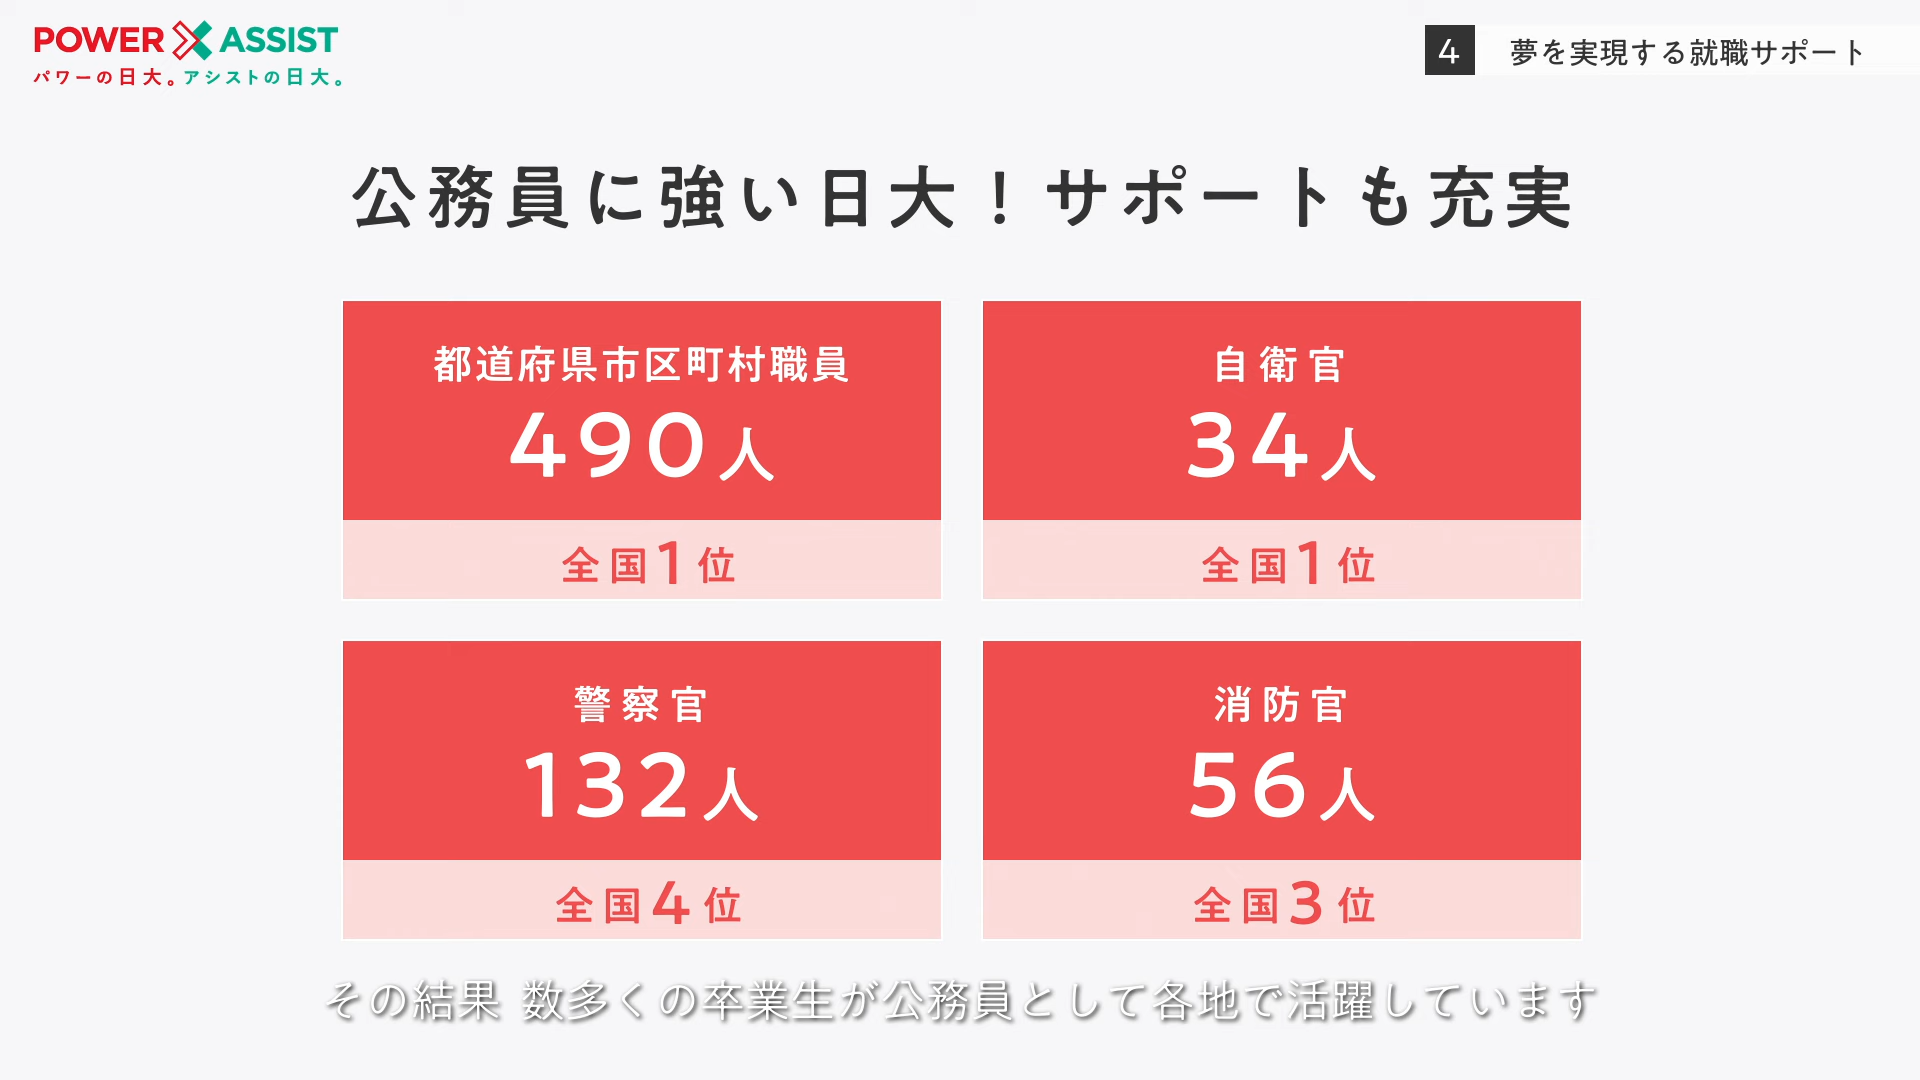 POWER X ASSIST
パワーの日大。アシストの日大。
4 夢を実現する就職サポート
公務員に強い日大！サポートも充実
都道府県市区町村職員
490人
全国1位
自衛官
34人
全国1位
警察官
132人
全国4位
消防官
56人
全国3位
その結果 数多くの卒業生が公務員として各地で活躍しています